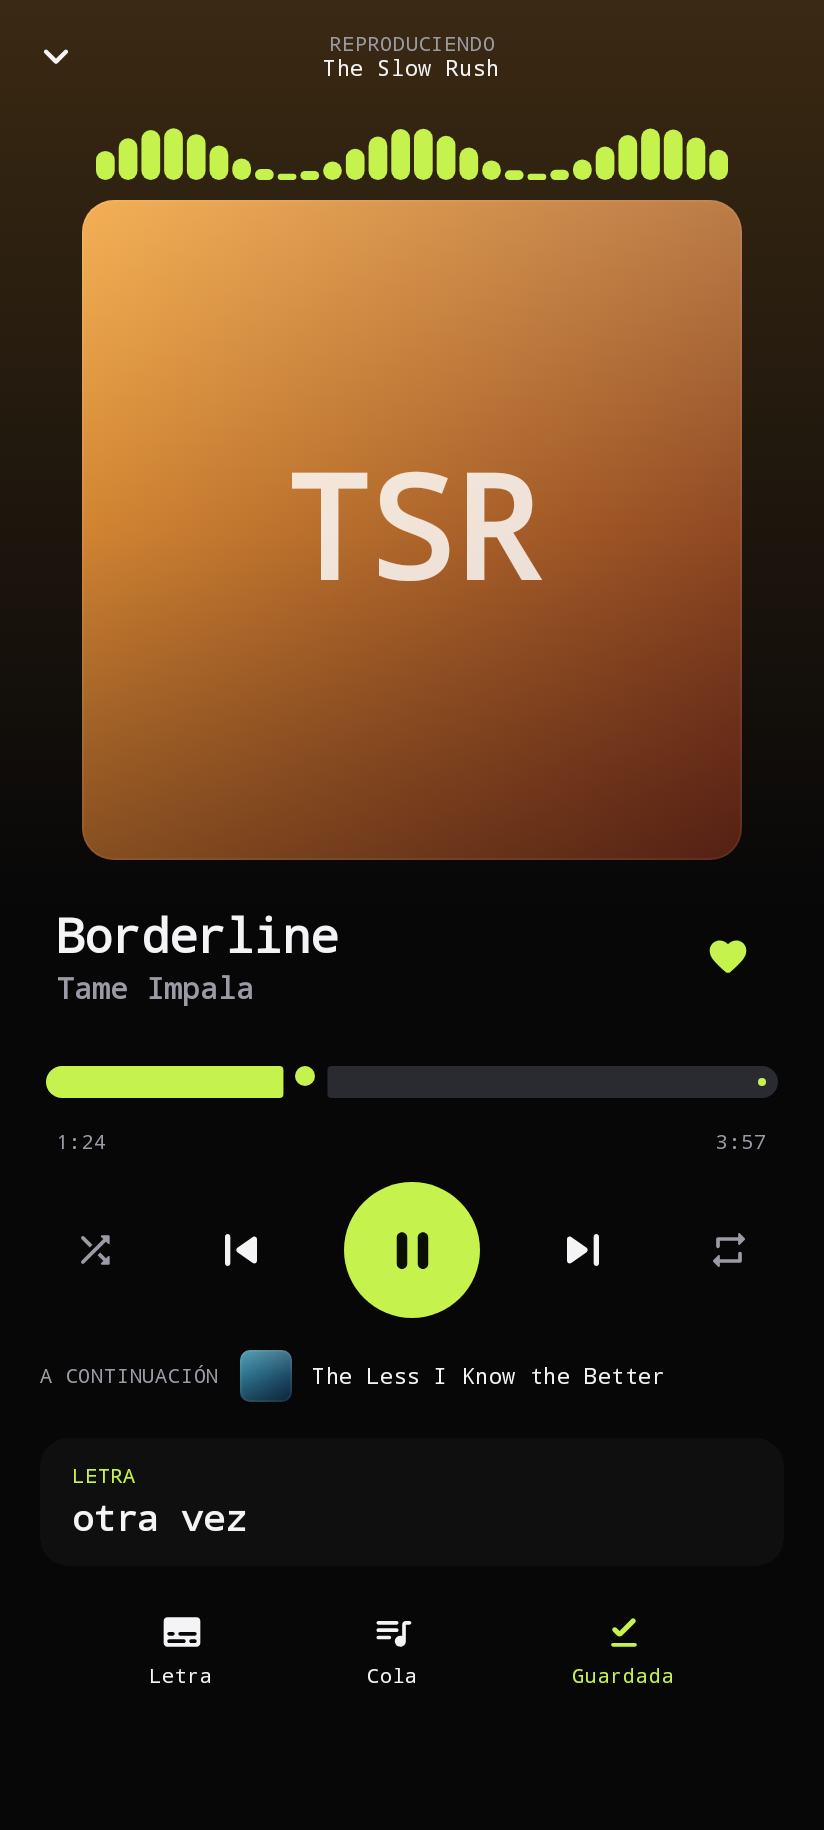 REPRODUCIENDO
The Slow Rush
TSR
Borderline
Tame Impala
1:24
3:57
A CONTINUACIÓN The Less I Know the Better
LETRA
otra vez
Letra
Cola
Guardada